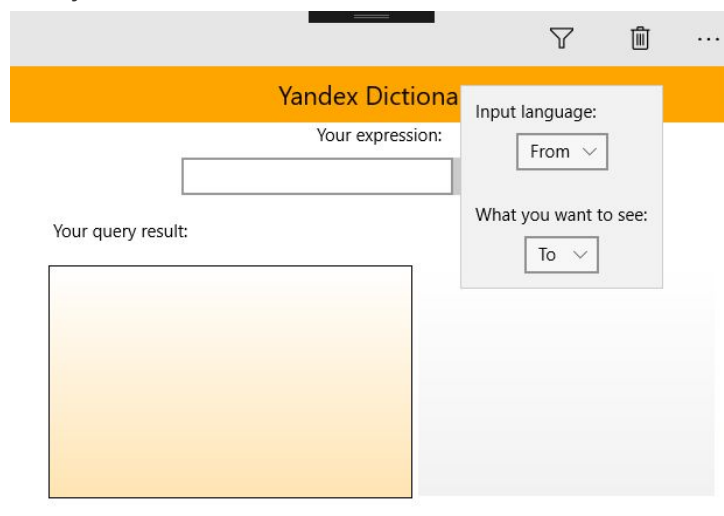 Yandex Dictiona
Input language:
Your expression:
From
What you want to see:
Your query result:
To